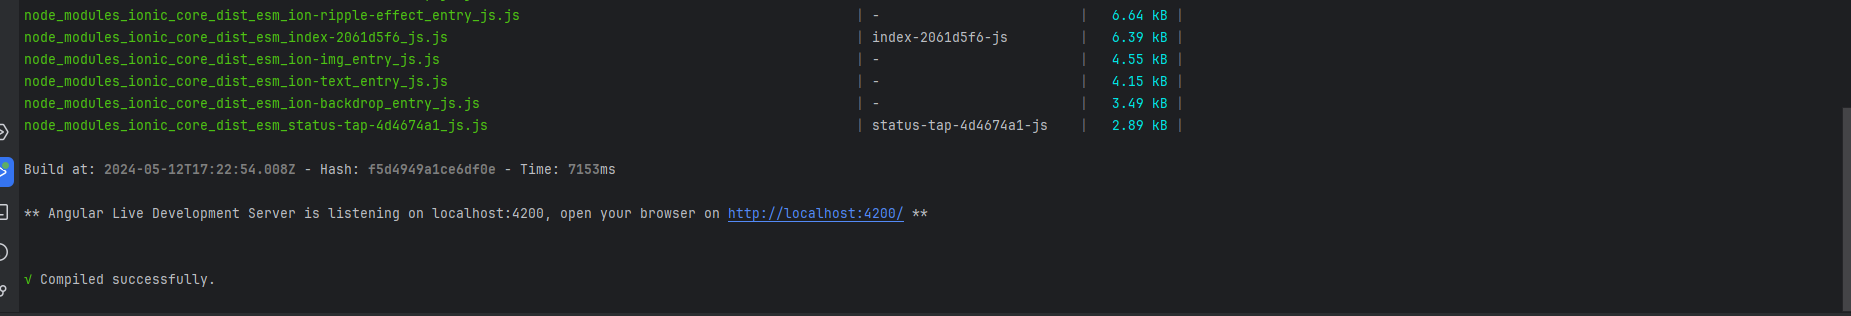 node_modules_ionic_core_dist_esm_ion-ripple-effect_entry_js.js | - | 6.64 kB |
node_modules_ionic_core_dist_esm_index-2061d5f6_js.js | index-2061d5f6-js | 6.39 kB |
node_modules_ionic_core_dist_esm_ion-img_entry_js.js | - | 4.55 kB |
node_modules_ionic_core_dist_esm_ion-text_entry_js.js | - | 4.15 kB |
node_modules_ionic_core_dist_esm_ion-backdrop_entry_js.js | - | 3.49 kB |
node_modules_ionic_core_dist_esm_status-tap-4d4674a1_js.js | status-tap-4d4674a1-js | 2.89 kB |
Build at: 2024-05-12T17:22:54.008Z - Hash: f5d4949a1ce6df0e - Time: 7153ms
** Angular Live Development Server is listening on localhost:4200, open your browser on http://localhost:4200/ **
√ Compiled successfully.